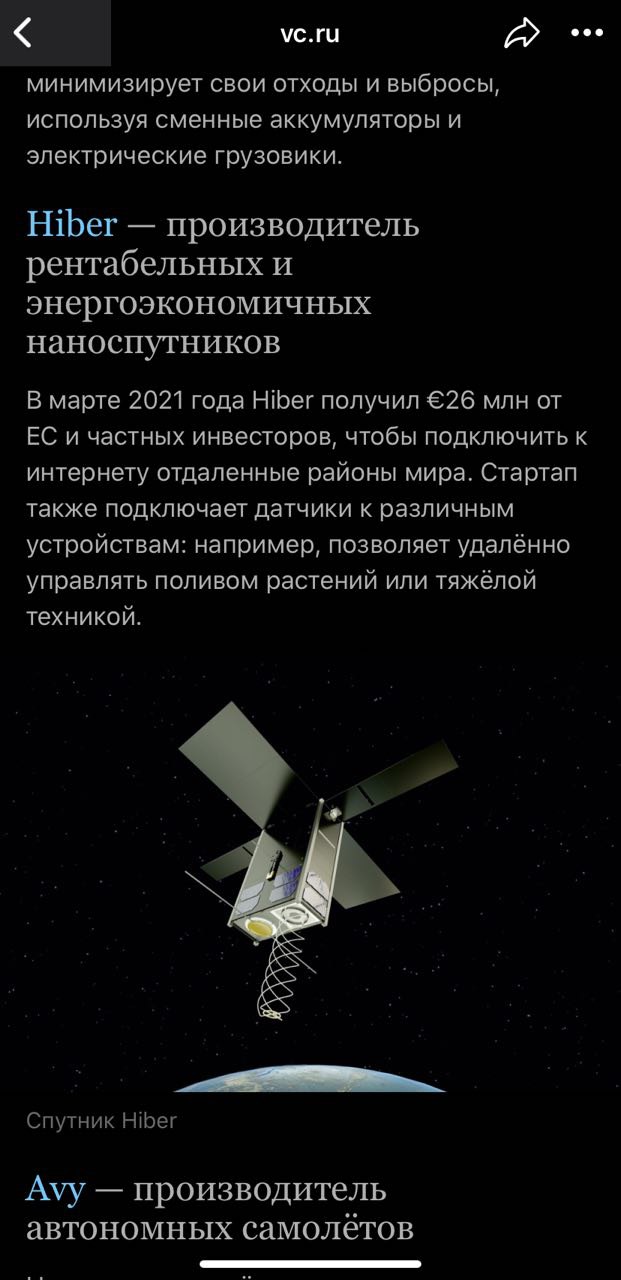 vc.ru
минимизирует свои отходы и выбросы,
используя сменные аккумуляторы и
электрические грузовики.
Hiber — производитель
рентабельных и
энергоэкономичных
наноспутников
В марте 2021 года Hiber получил €26 млн от
ЕС и частных инвесторов, чтобы подключить к
интернету отдаленные районы мира. Стартап
также подключает датчики к различным
устройствам: например, позволяет удалённо
управлять поливом растений или тяжёлой
техникой.
Спутник Hiber
Avy — производитель
автономных самолётов